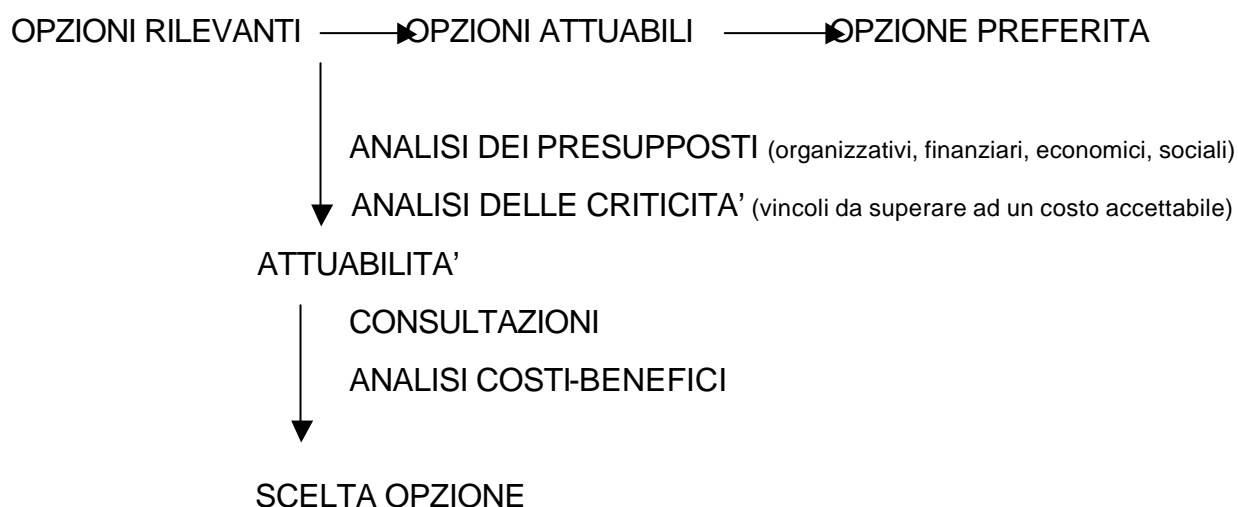 OPZIONI RILEVANTI OPZIONI ATTUABILI OPZIONE PREFERITA
ANALISI DEI PRESUPPOSTI (organizzativi, finanziari, economici, sociali)
ANALISI DELLE CRITICITA’ (vincoli da superare ad un costo accettabile)
ATTUABILITA’
CONSULTAZIONI
ANALISI COSTI-BENEFICI
SCELTA OPZIONE